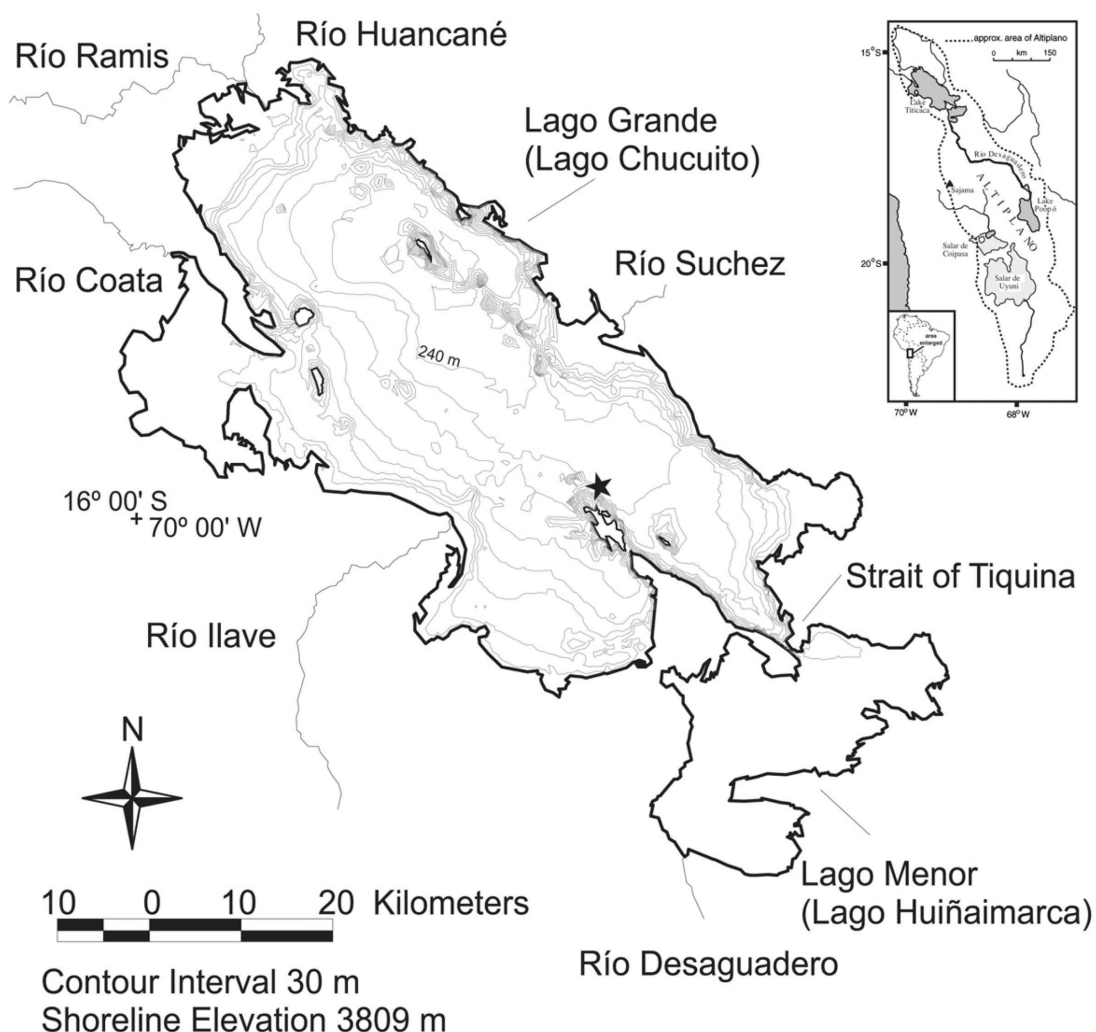 Río Ramis
Río Huancané
Lago Grande
(Lago Chucuito)
Río Coata
Río Suchez
240 m
16º 00' S
+ 70º 00' W
Strait of Tiquina
Río Ilave
N
10 0 10 20 Kilometers
Contour Interval 30 m
Shoreline Elevation 3809 m
Lago Menor
(Lago Huiñaimarca)
Río Desaguadero
approx. area of Altiplano
0 km 150
15°S
Lake
Titicaca
Río Desaguadero
Sajama
ALTIPLANO
Lake
Poopó
Salar de
Coipasa
20°S
Salar de
Uyuni
area
enlarged
70°W
68°W